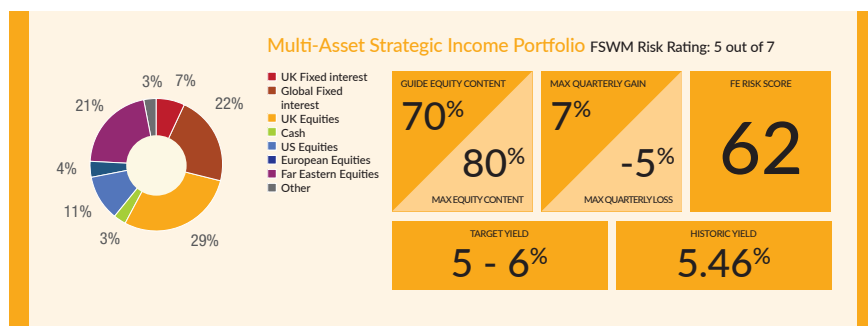 Multi-Asset Strategic Income Portfolio FSWM Risk Rating: 5 out of 7
3%
7%
22%
29%
3%
11%
4%
21%
UK Fixed interest
Global Fixed
interest
UK Equities
Cash
US Equities
European Equities
Far Eastern Equities
Other
GUIDE EQUITY CONTENT
70%
80%
MAX EQUITY CONTENT
MAX QUARTERLY GAIN
7%
-5%
MAX QUARTERLY LOSS
FE RISK SCORE
62
TARGET YIELD
5 - 6%
HISTORIC YIELD
5.46%